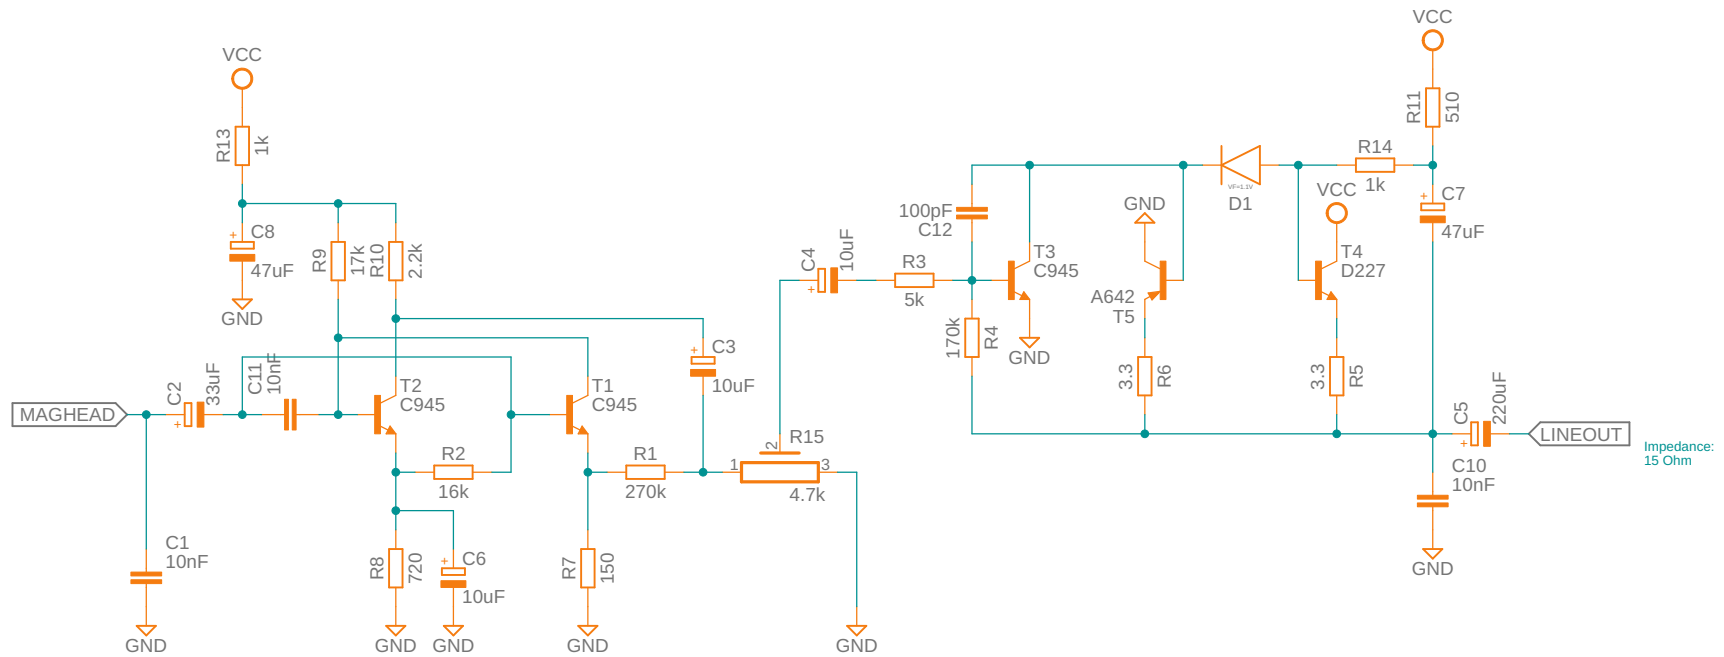 VCC
R13
1k
C8
+
47uF
GND
R9
17k
R10
2.2k
MAGHEAD
C2
33uF
+
C11
10nF
T2
C945
T1
C945
C3
+
10uF
R2
16k
R1
270k
C1
10nF
GND
R8
720
GND
C6
+
10uF
GND
R7
150
GND
R15
1
2
3
4.7k
GND
C4
10uF
+
R3
5k
100pF
C12
T3
C945
GND
170k
R4
GND
A642
T5
3.3
R6
VF=1.1V
D1
R14
1k
VCC
T4
D227
3.3
R5
VCC
R11
510
C7
+
47uF
C5
220uF
+
LINEOUT
Impedance:
15 Ohm
C10
10nF
GND